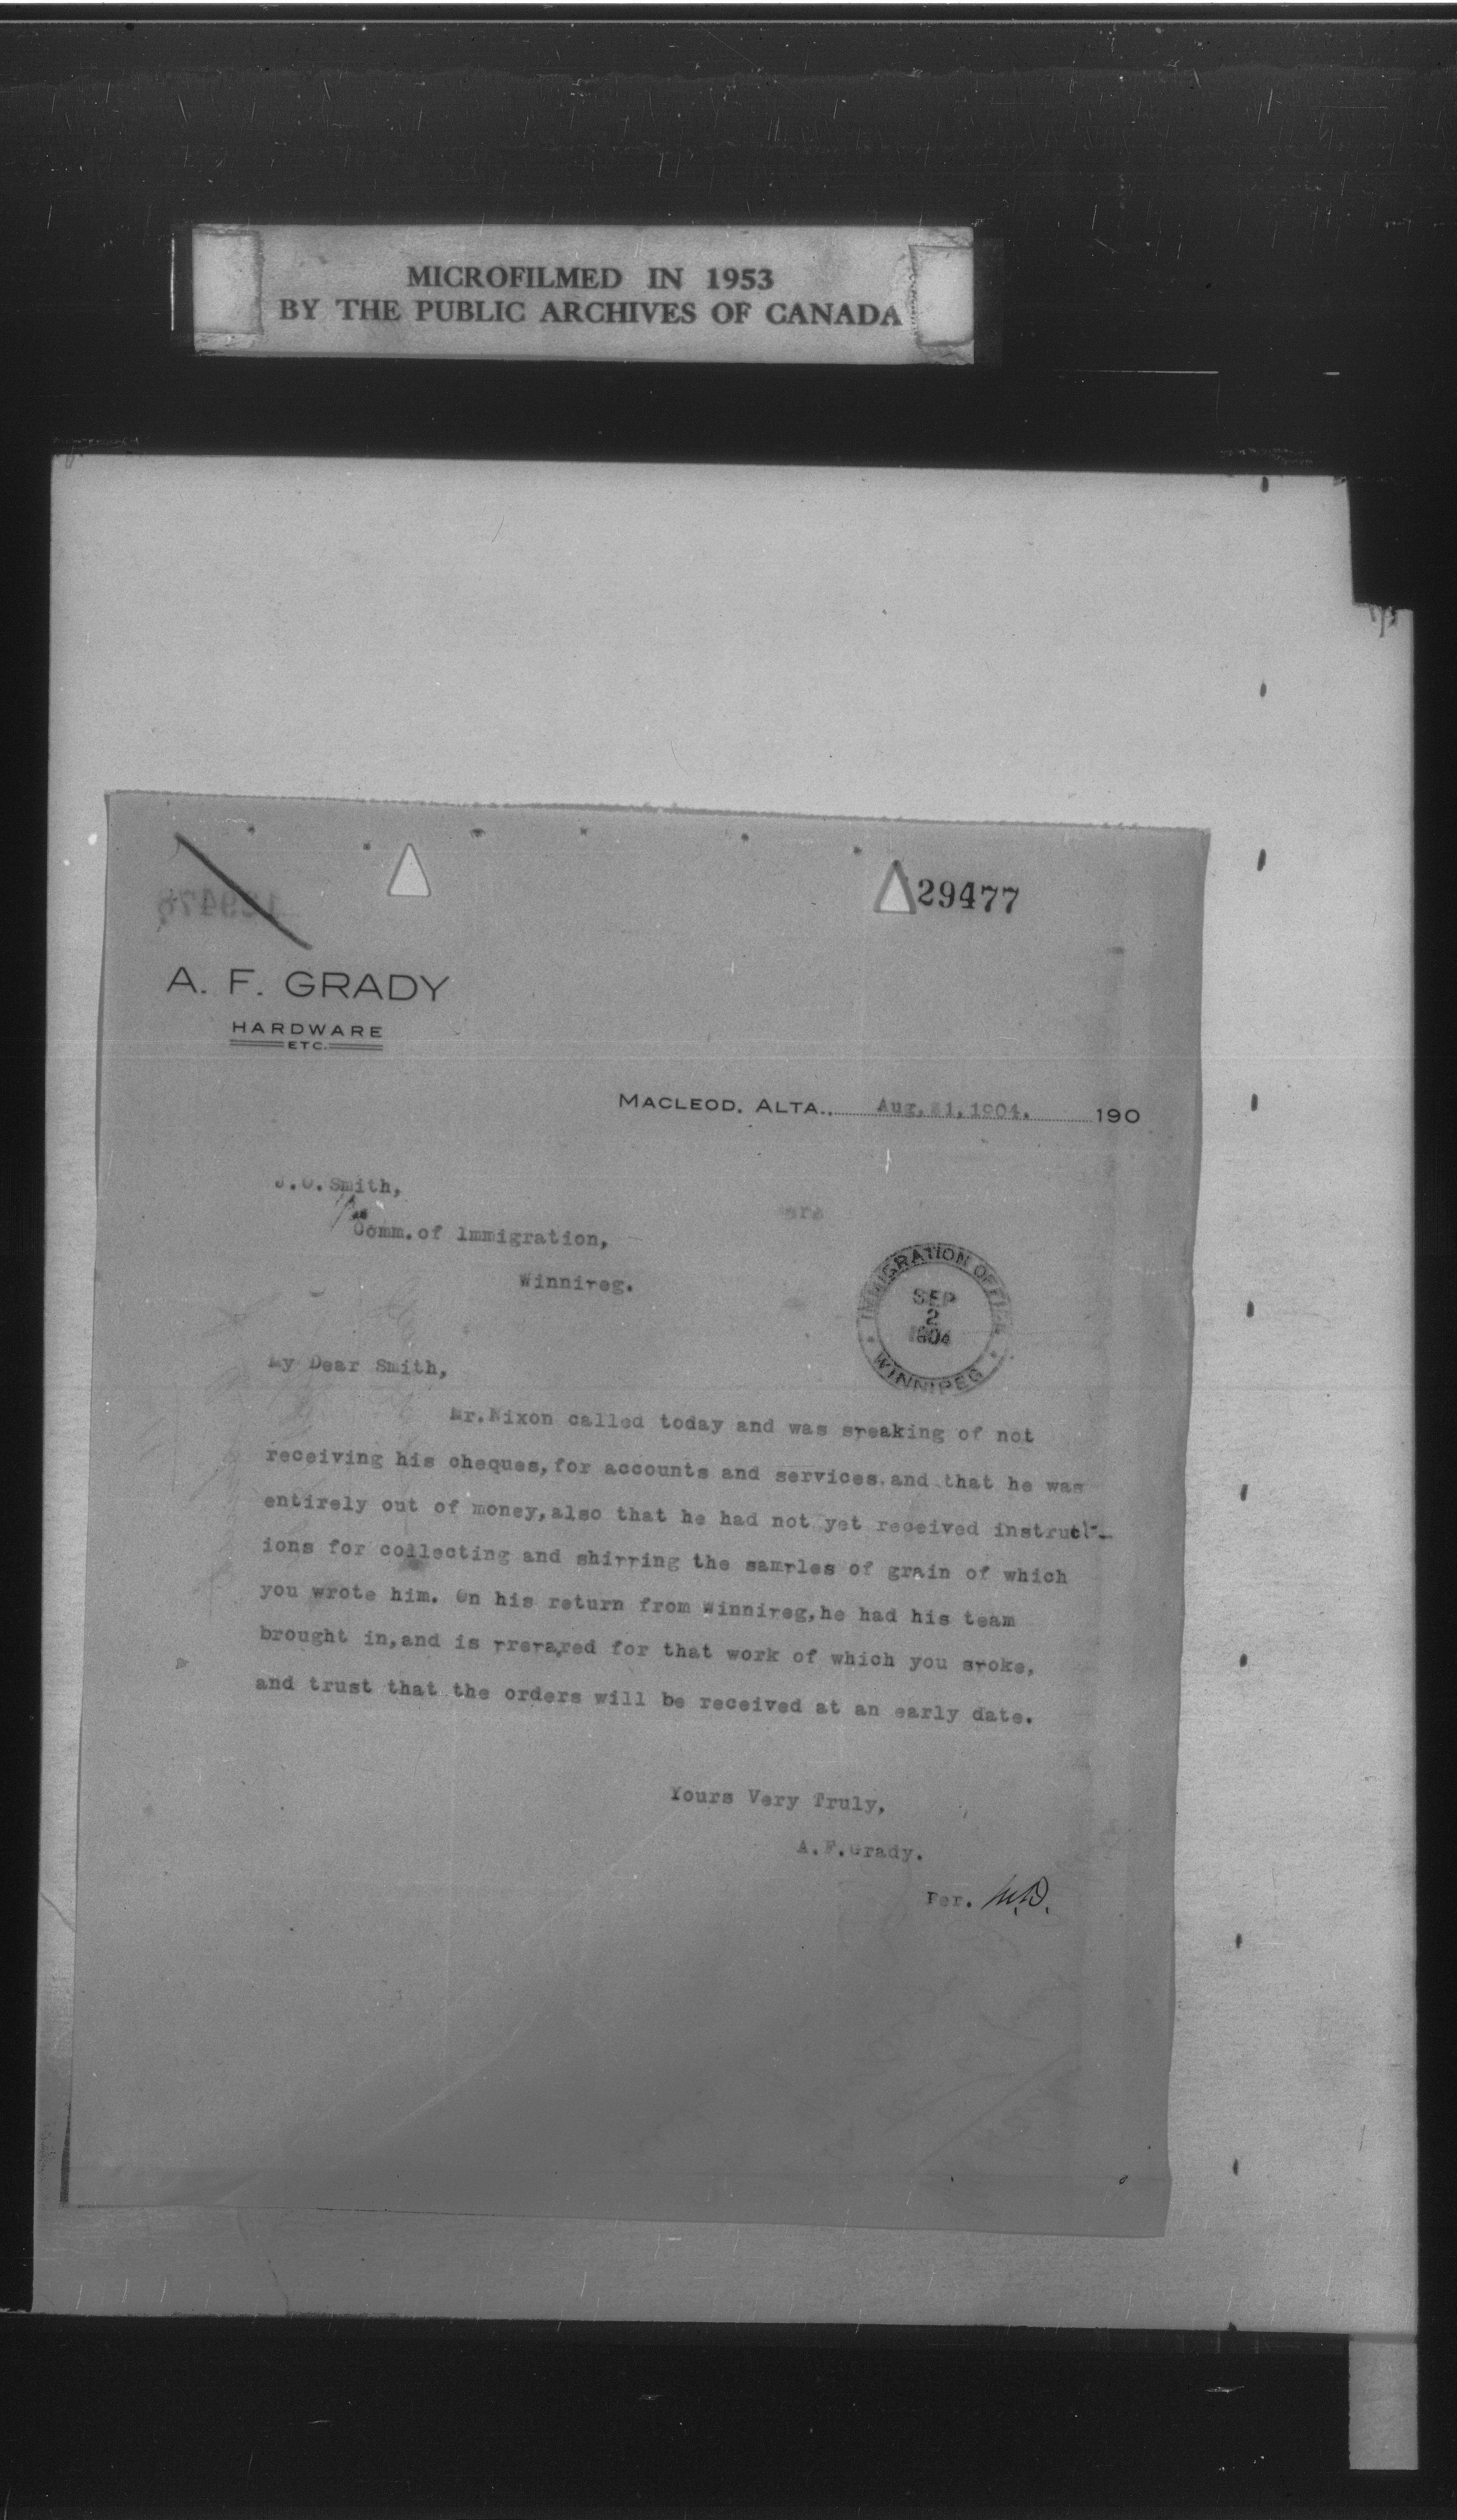 MICROFILMED IN 1953
BY THE PUBLIC ARCHIVES OF CANADA
29477
A. F. GRADY
HARDWARE
ETC.
MACLEOD, ALTA., Aug. 31, 1904. 190
J.O. Smith,
Comm. of Immigration,
Winnipeg.
IMMIGRATION OFFICE
SEP
2
1904
WINNIPEG
My Dear Smith,
Mr. Nixon called today and was speaking of not
receiving his cheques, for accounts and services, and that he was
entirely out of money, also that he had not yet received instruct-
ions for collecting and shipping the samples of grain of which
you wrote him. On his return from Winnipeg, he had his team
brought in, and is prepared for that work of which you spoke,
and trust that the orders will be received at an early date.
Yours Very Truly,
A. F. Grady.
Per. M.D.